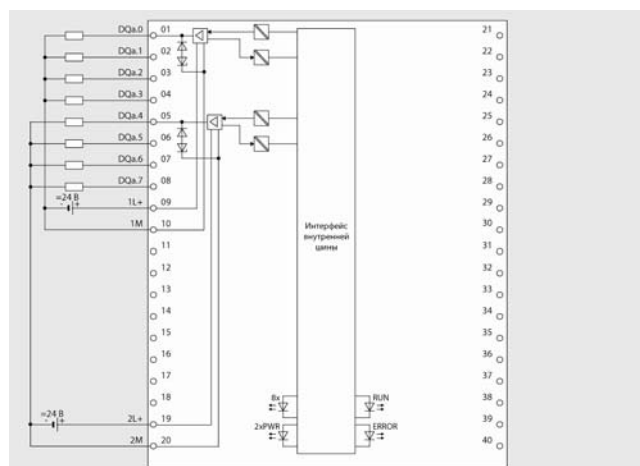 DQa.0 01 21
DQa.1 02 22
DQa.2 03 23
DQa.3 04 24
DQa.4 05 25
DQa.5 06 26
DQa.6 07 27
DQa.7 08 28
=24 В
- +
1L+ 09 29
1M 10 30
Интерфейс
внутренней
шины
11 31
12 32
13 33
14 34
15 35
16 36
17 37
18 8x RUN 38
=24 В
- +
2L+ 19 39
2M 20 2xPWR ERROR 40